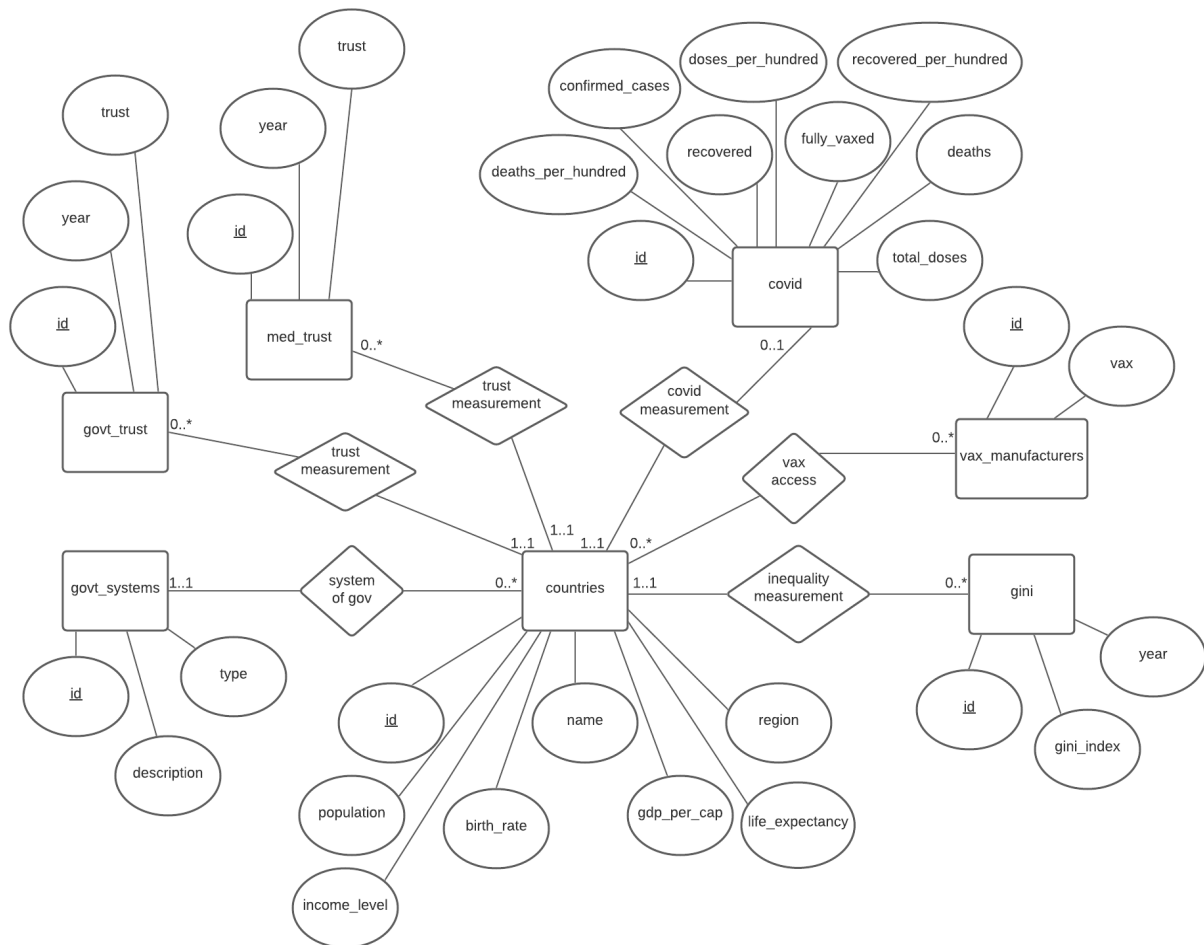 trust
trust
doses_per_hundred
recovered_per_hundred
confirmed_cases
year
recovered
fully_vaxed
deaths
deaths_per_hundred
year
id
id
total_doses
covid
id
id
med_trust
0..*
0..1
vax
trust
measurement
covid
measurement
govt_trust
0..*
trust
measurement
vax
access
0..*
vax_manufacturers
1..1
1..1
1..1
0..*
govt_systems
1..1
system
of gov
0..*
countries
1..1
inequality
measurement
0..*
gini
id
type
description
id
name
region
id
year
gini_index
population
birth_rate
gdp_per_cap
life_expectancy
income_level